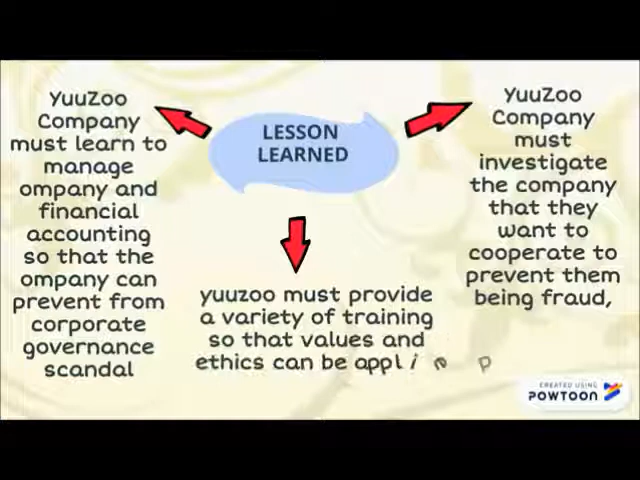 LESSON
LEARNED
YuuZoo
Company
must learn to
manage
ompany and
financial
accounting
so that the
ompany can
prevent from
corporate
governance
scandal
yuuzoo must provide
a variety of training
so that values and
ethics can be
YuuZoo
Company
must
investigate
the company
that they
want to
cooperate to
prevent them
being fraud,
CREATED USING
POWTOON